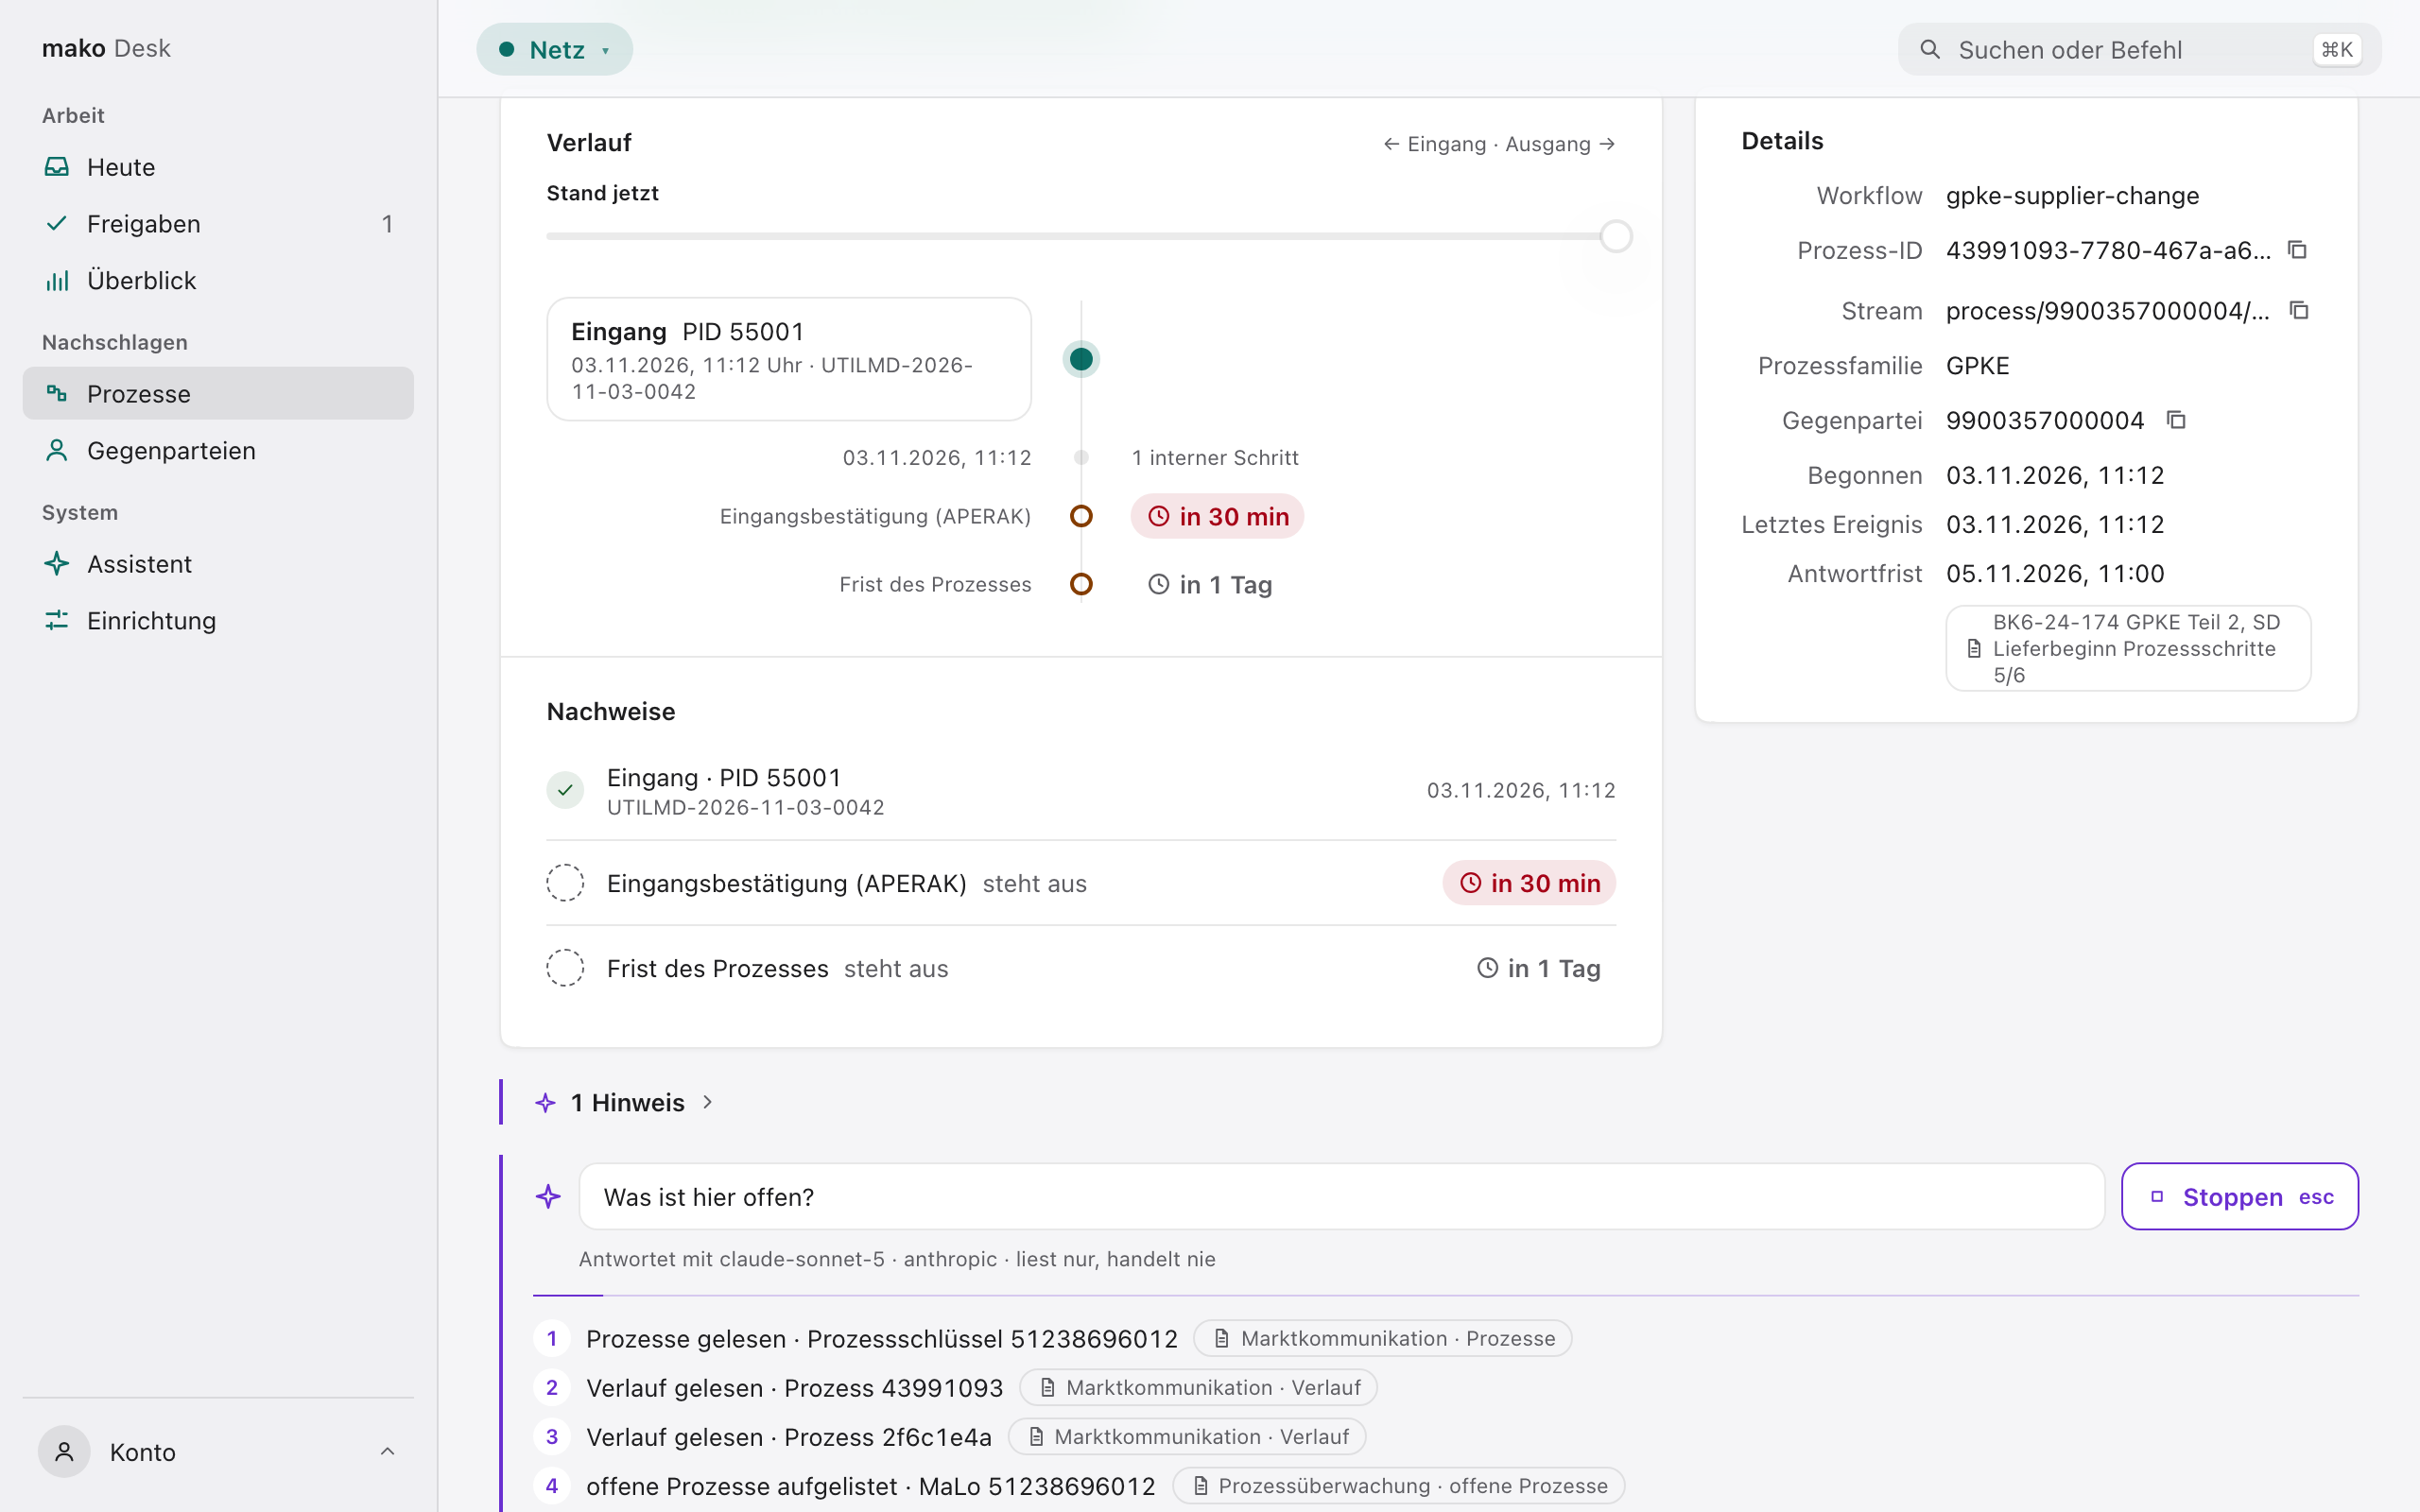 mako Desk
Arbeit
Heute
Freigaben 1
Überblick
Nachschlagen
Prozesse
Gegenparteien
System
Assistent
Einrichtung
Konto
Netz
Suchen oder Befehl ⌘K
Verlauf
← Eingang · Ausgang →
Stand jetzt
Eingang PID 55001
03.11.2026, 11:12 Uhr · UTILMD-2026-
11-03-0042
03.11.2026, 11:12 1 interner Schritt
Eingangsbestätigung (APERAK) in 30 min
Frist des Prozesses in 1 Tag
Nachweise
Eingang · PID 55001
UTILMD-2026-11-03-0042
03.11.2026, 11:12
Eingangsbestätigung (APERAK) steht aus in 30 min
Frist des Prozesses steht aus in 1 Tag
Details
Workflow gpke-supplier-change
Prozess-ID 43991093-7780-467a-a6...
Stream process/9900357000004/...
Prozessfamilie GPKE
Gegenpartei 9900357000004
Begonnen 03.11.2026, 11:12
Letztes Ereignis 03.11.2026, 11:12
Antwortfrist 05.11.2026, 11:00
BK6-24-174 GPKE Teil 2, SD
Lieferbeginn Prozessschritte
5/6
1 Hinweis
Was ist hier offen?
Stoppen esc
Antwortet mit claude-sonnet-5 · anthropic · liest nur, handelt nie
1 Prozesse gelesen · Prozessschlüssel 51238696012 Marktkommunikation · Prozesse
2 Verlauf gelesen · Prozess 43991093 Marktkommunikation · Verlauf
3 Verlauf gelesen · Prozess 2f6c1e4a Marktkommunikation · Verlauf
4 offene Prozesse aufgelistet · MaLo 51238696012 Prozessüberwachung · offene Prozesse